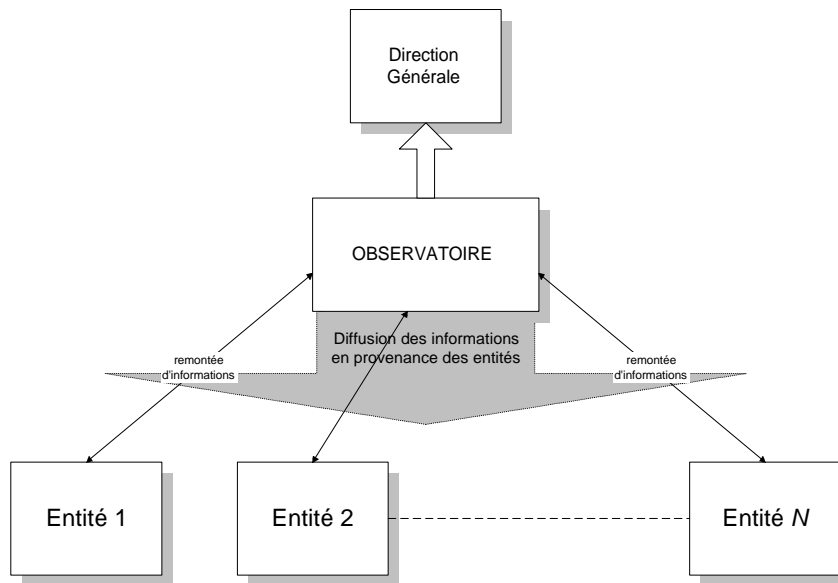 Direction
Générale
OBSERVATOIRE
Diffusion des informations
en provenance des entités
remontée
d'informations
remontée
d'informations
Entité 1
Entité 2
Entité N